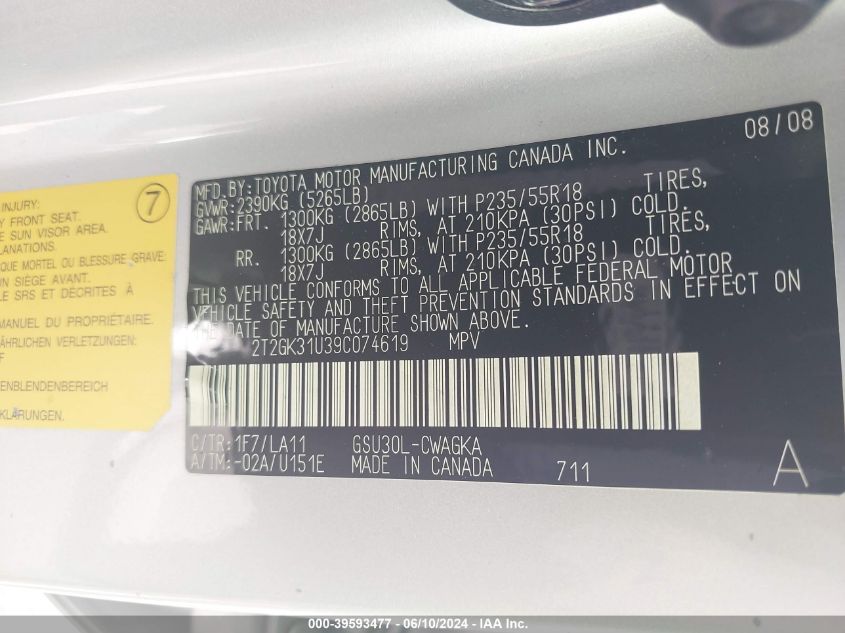 INJURY:
FRONT SEAT.
SUN VISOR AREA.
7
QUE MORTEL OU BLESSURE GRAVE:
SIÈGE AVANT.
LE SRS ET DÉCRITES À
MANUEL DU PROPRIÉTAIRE.
ÄHRLICHEN VERLETZUNGEN:
F
ENBLENDENBEREICH
KLÄRUNGEN.
08/08
MFD.BY:TOYOTA MOTOR MANUFACTURING CANADA INC.
GVWR:2390KG (5265LB)
GAWR:FRT. 1300KG (2865LB) WITH P235/55R18 TIRES,
18X7J RIMS, AT 210KPA (30PSI) COLD.
RR. 1300KG (2865LB) WITH P235/55R18 TIRES,
18X7J RIMS, AT 210KPA (30PSI) COLD.
THIS VEHICLE CONFORMS TO ALL APPLICABLE FEDERAL MOTOR
VEHICLE SAFETY AND THEFT PREVENTION STANDARDS IN EFFECT ON
THE DATE OF MANUFACTURE SHOWN ABOVE.
2T2GK31U39C074619 MPV
C/TR:1F7/LA11 GSU30L-CWAGKA
A/TM:-02A/U151E MADE IN CANADA 711 A
000-39593477 - 06/10/2024 - IAAI.com